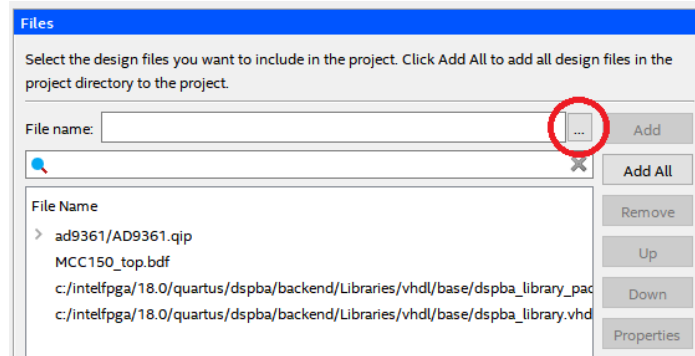 Files
Select the design files you want to include in the project. Click Add All to add all design files in the
project directory to the project.
File name: ... Add
Add All
File Name
Remove
ad9361/AD9361.qip
Up
MCC150_top.bdf
c:/intelfpga/18.0/quartus/dspba/backend/Libraries/vhdl/base/dspba_library_pac
Down
c:/intelfpga/18.0/quartus/dspba/backend/Libraries/vhdl/base/dspba_library.vhd
Properties